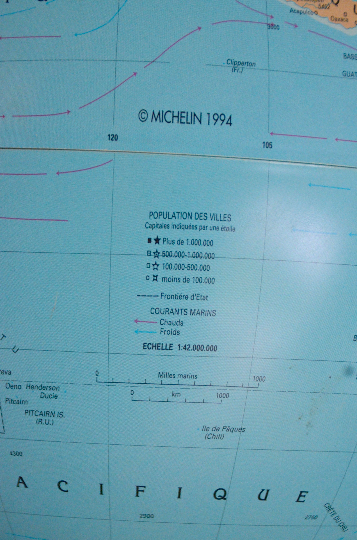 Acapulco
Oaxaca
Clipperton
(Fr.)
© MICHELIN 1994
120
105
POPULATION DES VILLES
Capitales indiquées par une étoile
Plus de 1.000.000
500.000-1.000.000
100.000-500.000
moins de 100.000
Frontière d'Etat
COURANTS MARINS
Chauds
Froids
ECHELLE 1:42.000.000
Milles marins
0 1000
0 km 1600
Oeno Henderson
Ducie
Pitcairn
PITCAIRN IS.
(R.U.)
Ile de Pâques
(Chili)
A C I F I Q U E